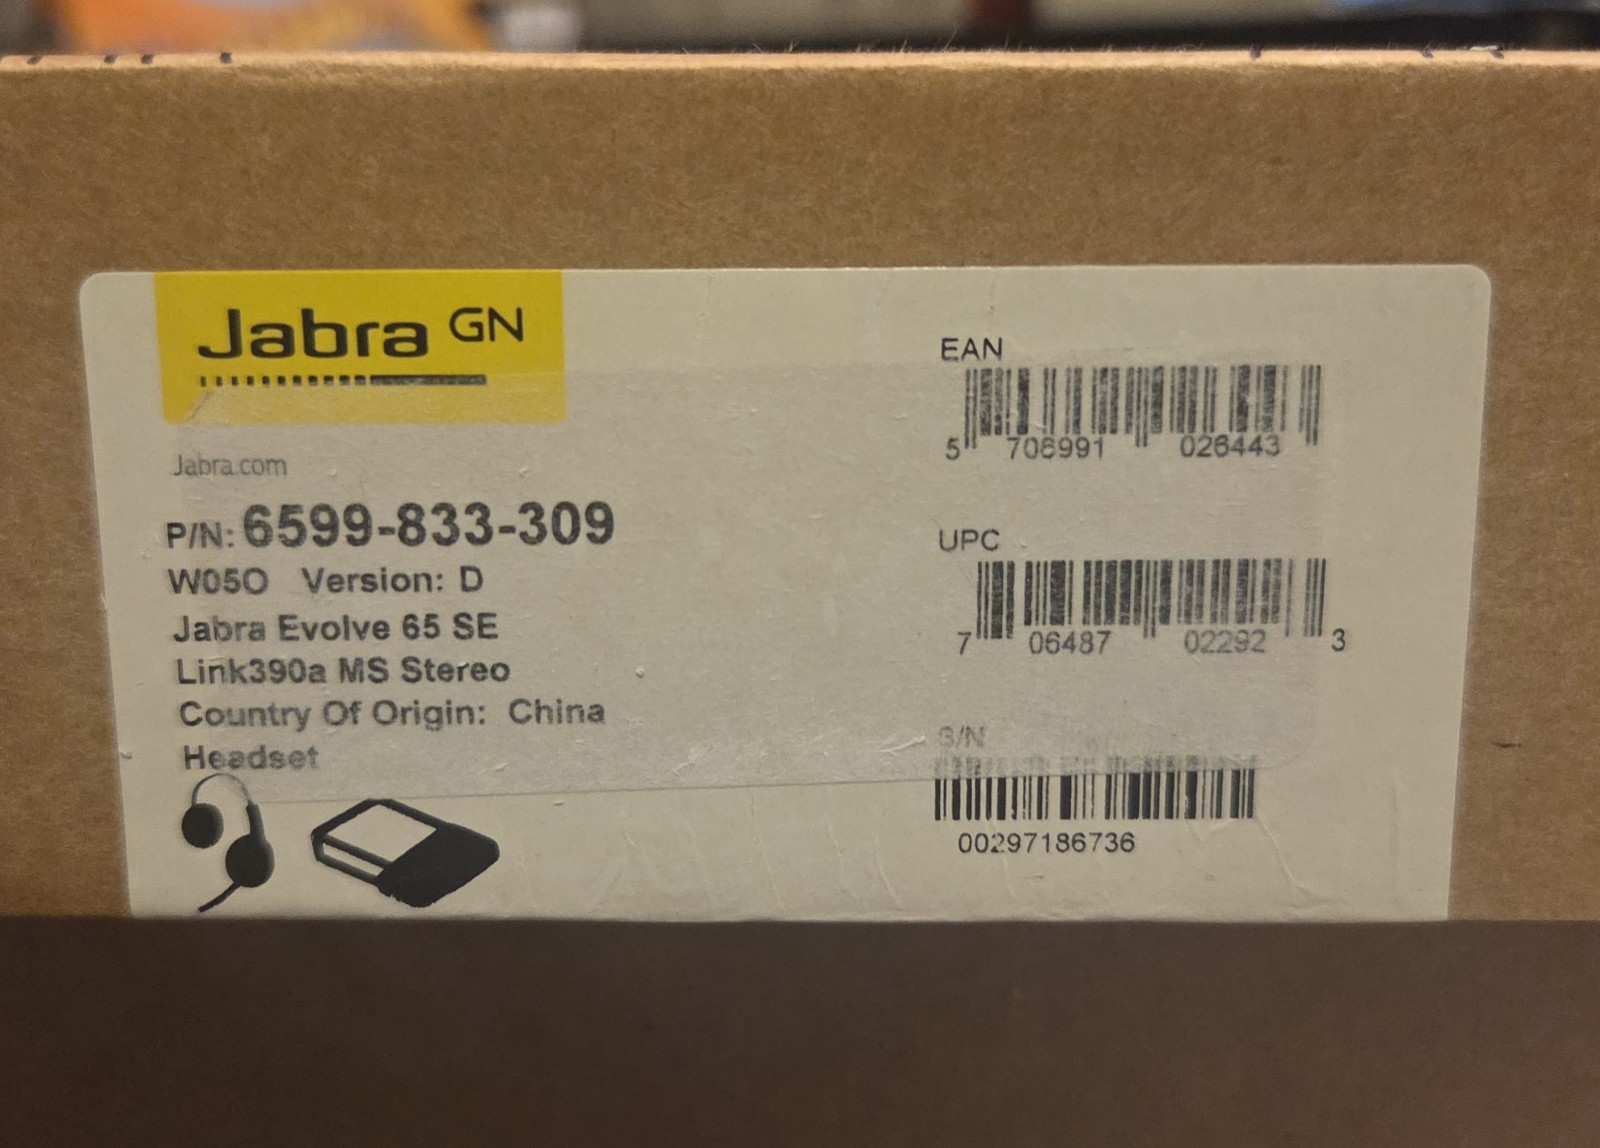 Jabra GN
Jabra.com
P/N: 6599-833-309
W05O Version: D
Jabra Evolve 65 SE
Link390a MS Stereo
Country Of Origin: China
Headset
EAN
5 706991 026443
UPC
7 06487 02292 3
S/N
00297186736